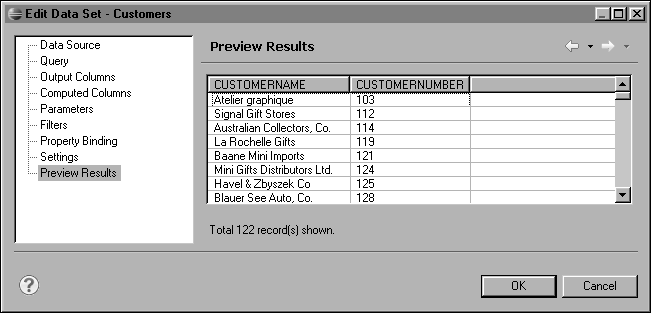 Edit Data Set - Customers
Data Source
Query
Output Columns
Computed Columns
Parameters
Filters
Property Binding
Settings
Preview Results
Preview Results
CUSTOMERNAME CUSTOMERNUMBER
Atelier graphique 103
Signal Gift Stores 112
Australian Collectors, Co. 114
La Rochelle Gifts 119
Baane Mini Imports 121
Mini Gifts Distributors Ltd. 124
Havel & Zbyszek Co 125
Blauer See Auto, Co. 128
Total 122 record(s) shown.
?
OK Cancel